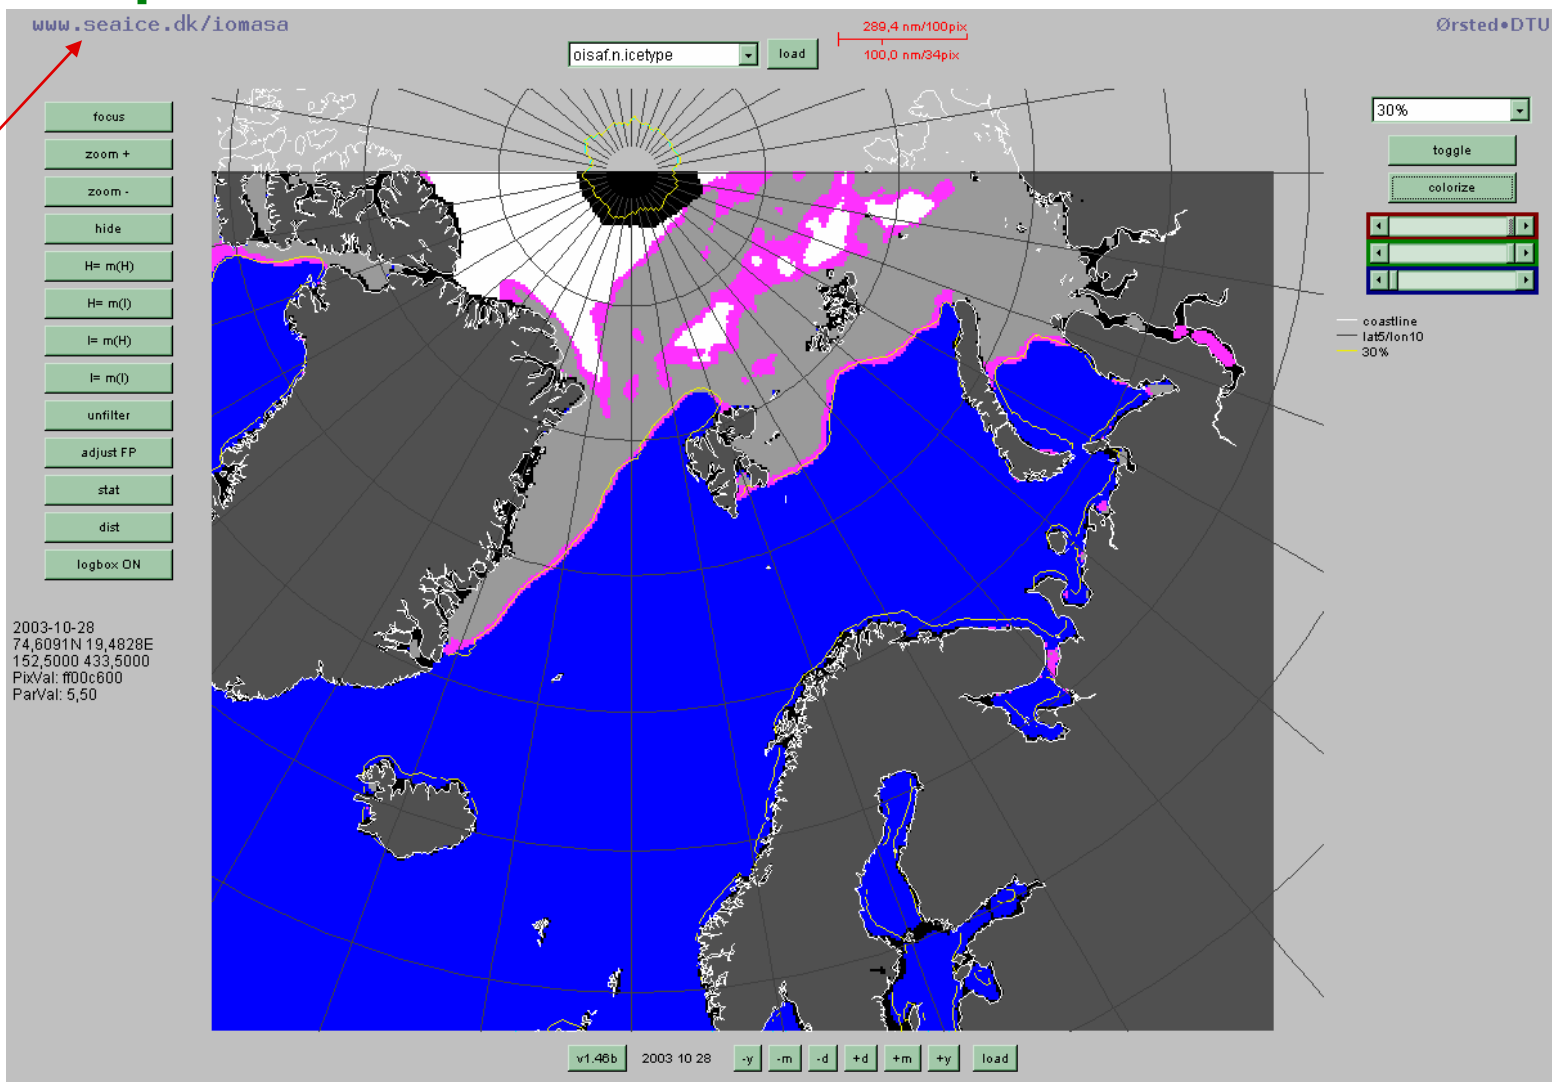 www.seaice.dk/iomasa
289,4 nm/100pix
Ørsted•DTU
oisaf.n.icetype
load
100,0 nm/34pix
focus
zoom +
zoom -
hide
H= m(H)
H= m(I)
I= m(H)
I= m(I)
unfilter
adjust FP
stat
dist
logbox ON
2003-10-28
74,6091N 19,4828E
152,5000 433,5000
PixVal: ff00c600
ParVal: 5,50
30%
toggle
colorize
coastline
lat5/lon10
30%
v1.46b
2003 10 28
-y
-m
-d
+d
+m
+y
load